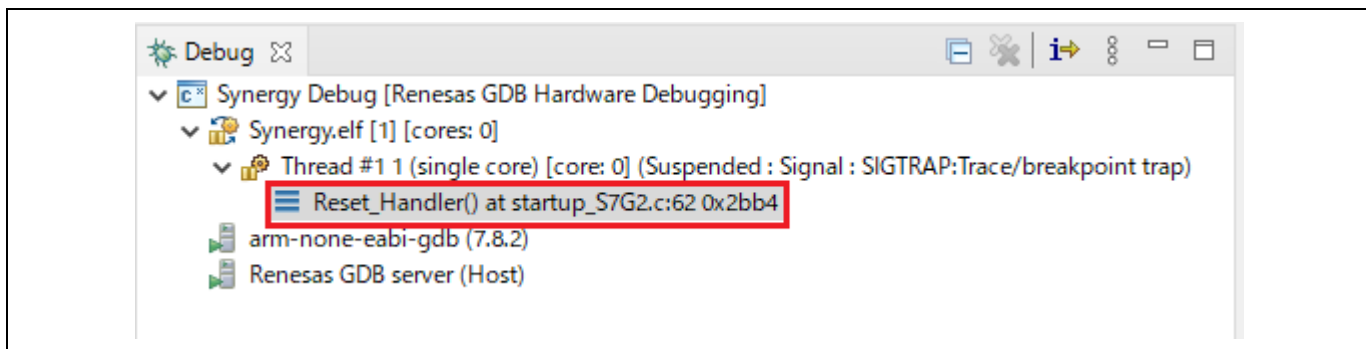 Debug
Synergy Debug [Renesas GDB Hardware Debugging]
Synergy.elf [1] [cores: 0]
Thread #1 1 (single core) [core: 0] (Suspended : Signal : SIGTRAP:Trace/breakpoint trap)
Reset_Handler() at startup_S7G2.c:62 0x2bb4
arm-none-eabi-gdb (7.8.2)
Renesas GDB server (Host)